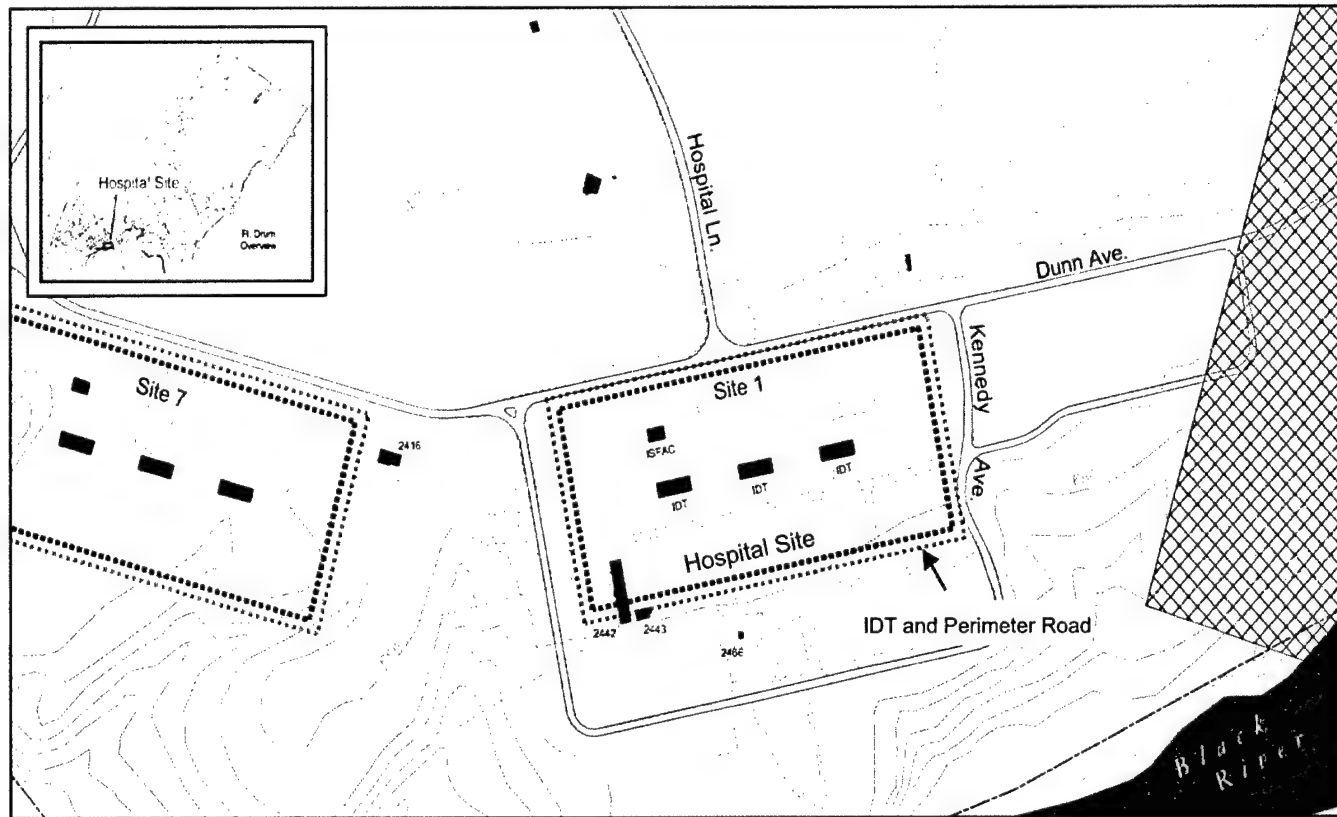 Hospital Site
Ft. Drum
Overview
Hospital Ln.
Dunn Ave.
Kennedy
Ave.
Site 7
2416
Site 1
ISFAC
IDT
IDT
IDT
Hospital Site
2442
2443
2466
IDT and Perimeter Road
Black
River